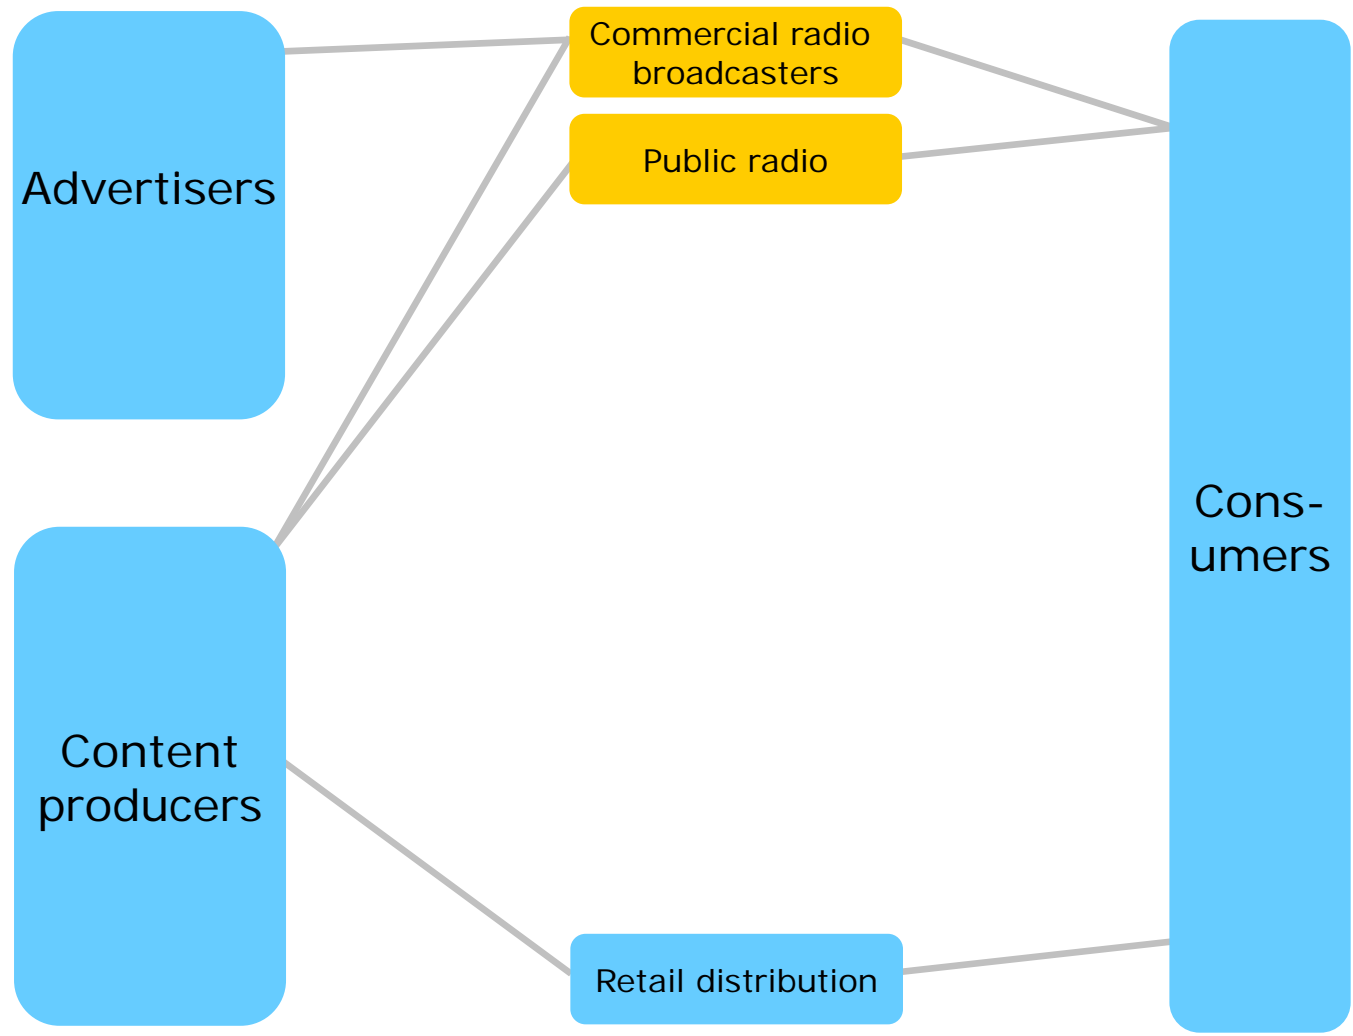 Commercial radio
broadcasters
Public radio
Advertisers
Cons-
umers
Content
producers
Retail distribution